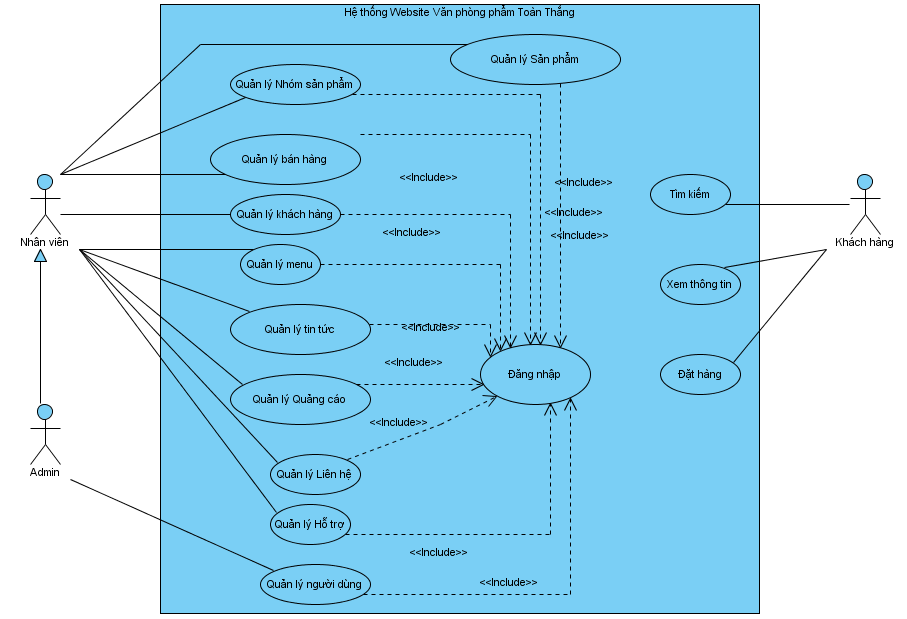 Hệ thống Website Văn phòng phẩm Toàn Thắng
Quản lý Sản phẩm
Quản lý Nhóm sản phẩm
Quản lý bán hàng
<<Include>>
<<Include>>
Tìm kiếm
Quản lý khách hàng
<<Include>>
<<Include>>
<<Include>>
Nhân viên
Khách hàng
Quản lý menu
Xem thông tin
Quản lý tin tức
<<Include>>
<<Include>>
Đăng nhập
Đặt hàng
Quản lý Quảng cáo
<<Include>>
Admin
Quản lý Liên hệ
Quản lý Hỗ trợ
<<Include>>
Quản lý người dùng
<<Include>>